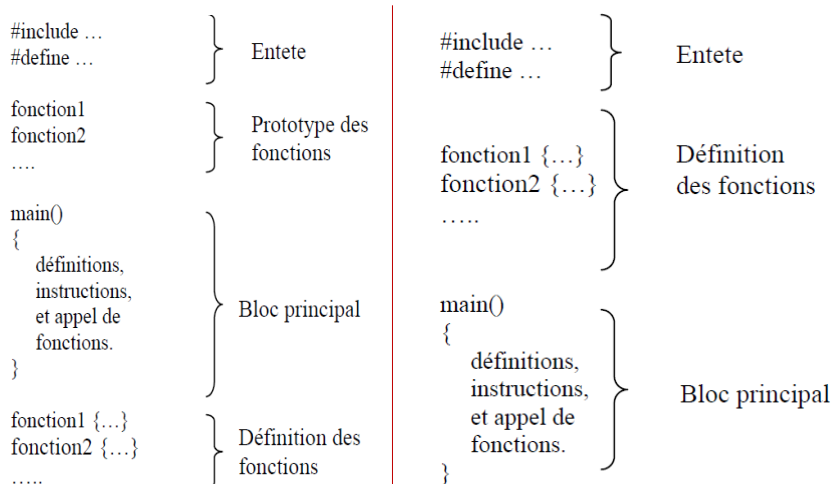 #include …
#define …
Entete
fonction1
fonction2
….
Prototype des
fonctions
main()
{
définitions,
instructions,
et appel de
fonctions.
}
Bloc principal
fonction1 {…}
fonction2 {…}
…..
Définition des
fonctions
#include …
#define …
Entete
fonction1 {…}
fonction2 {…}
…..
Définition
des fonctions
main()
{
définitions,
instructions,
et appel de
fonctions.
}
Bloc principal